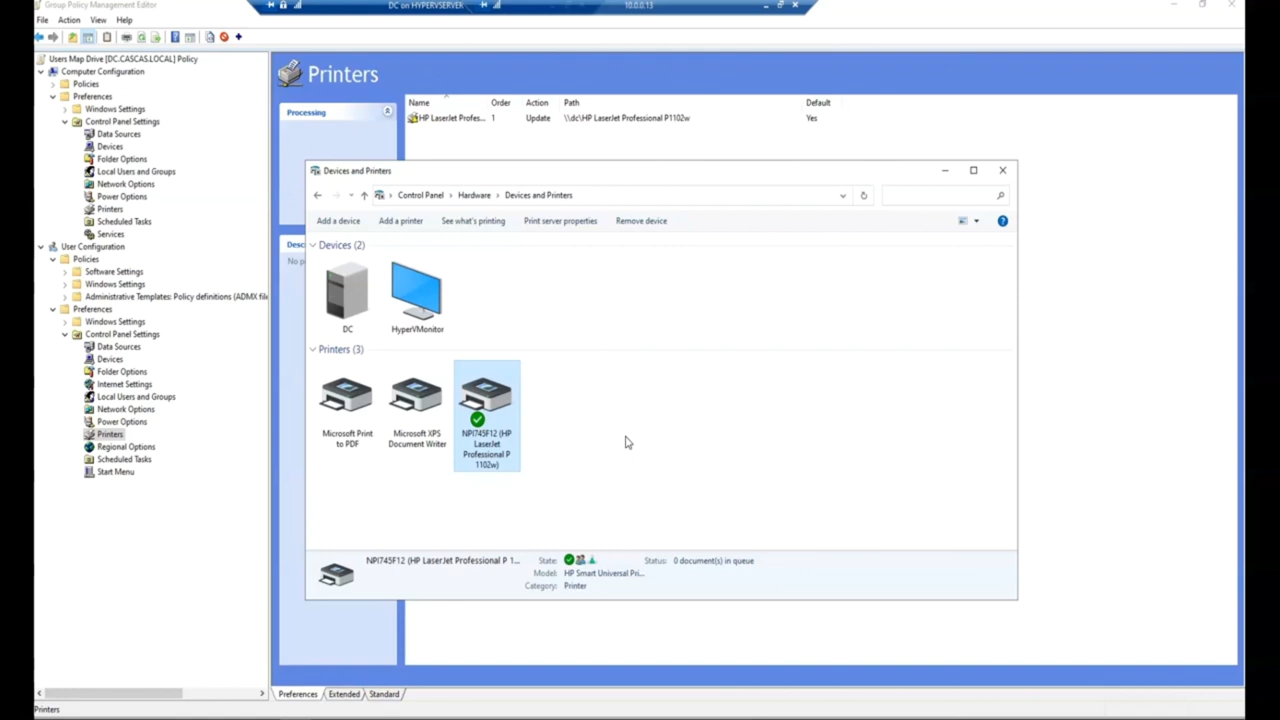 Group Policy Management Editor
DC on HYPERVSERVER
10.0.0.13
File Action View Help
Users Map Drive [DC.CASCAS.LOCAL] Policy
Computer Configuration
Policies
Preferences
Windows Settings
Control Panel Settings
Data Sources
Devices
Folder Options
Local Users and Groups
Network Options
Power Options
Printers
Scheduled Tasks
Services
User Configuration
Policies
Software Settings
Windows Settings
Administrative Templates: Policy definitions (ADMX file
Preferences
Windows Settings
Control Panel Settings
Data Sources
Devices
Folder Options
Internet Settings
Local Users and Groups
Network Options
Power Options
Printers
Regional Options
Scheduled Tasks
Start Menu
Printers
Processing
Name Order Action Path Default
HP LaserJet Profes... 1 Update \\dc\HP LaserJet Professional P1102w Yes
Devices and Printers
Control Panel > Hardware > Devices and Printers
Add a device Add a printer See what's printing Print server properties Remove device
Devices (2)
DC
HyperVMonitor
Printers (3)
Microsoft Print
to PDF
Microsoft XPS
Document Writer
NPI745F12 (HP
LaserJet
Professional P
1102w)
NPI745F12 (HP LaserJet Professional P 1... State: Status: 0 document(s) in queue
Model: HP Smart Universal Pri...
Category: Printer
Preferences Extended Standard
Printers